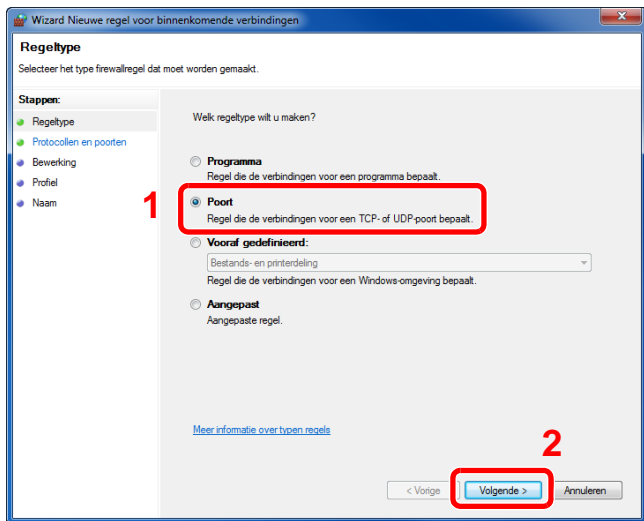 Wizard Nieuwe regel voor binnenkomende verbindingen
Regeltype
Selecteer het type firewallregel dat moet worden gemaakt.
Stappen:
Regeltype
Protocollen en poorten
Bewerking
Profiel
Naam
Welk regeltype wilt u maken?
Programma
Regel die de verbindingen voor een programma bepaalt.
1
Poort
Regel die de verbindingen voor een TCP- of UDP-poort bepaalt.
Vooraf gedefinieerd:
Bestands- en printerdeling
Regel die de verbindingen voor een Windows-omgeving bepaalt.
Aangepast
Aangepaste regel.
Meer informatie over typen regels
2
< Vorige
Volgende >
Annuleren